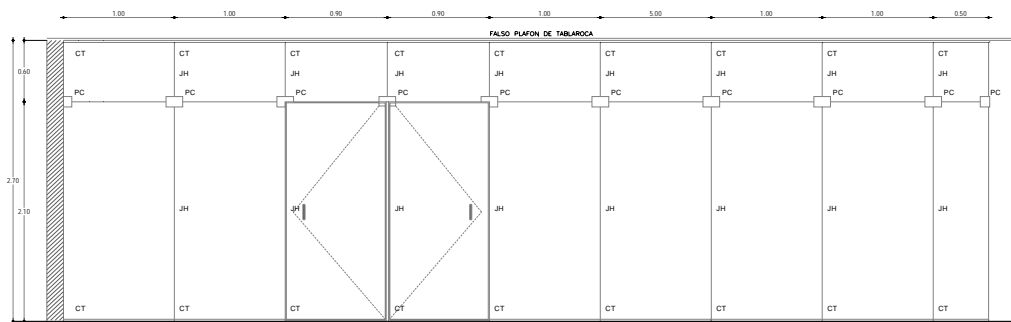 1.00 1.00 0.90 0.90 1.00 5.00 1.00 1.00 0.50
FALSO PLAFON DE TABLAROCA
CT CT CT CT CT CT CT CT CT
0.60 JH JH JH JH JH JH JH JH
PC PC PC PC PC PC PC PC PC PC
2.70
2.10 JH JH JH JH JH JH JH JH
CT CT CT CT CT CT CT CT CT